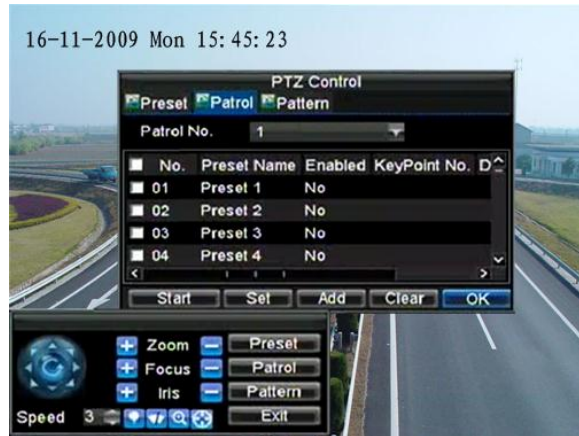 16-11-2009 Mon 15:45:23
PTZ Control
Preset Patrol Pattern
Patrol No. 1
No. Preset Name Enabled KeyPoint No. D
01 Preset 1 No
02 Preset 2 No
03 Preset 3 No
04 Preset 4 No
Start Set Add Clear OK
Zoom Preset
Focus Patrol
Iris Pattern
Speed 3 Exit